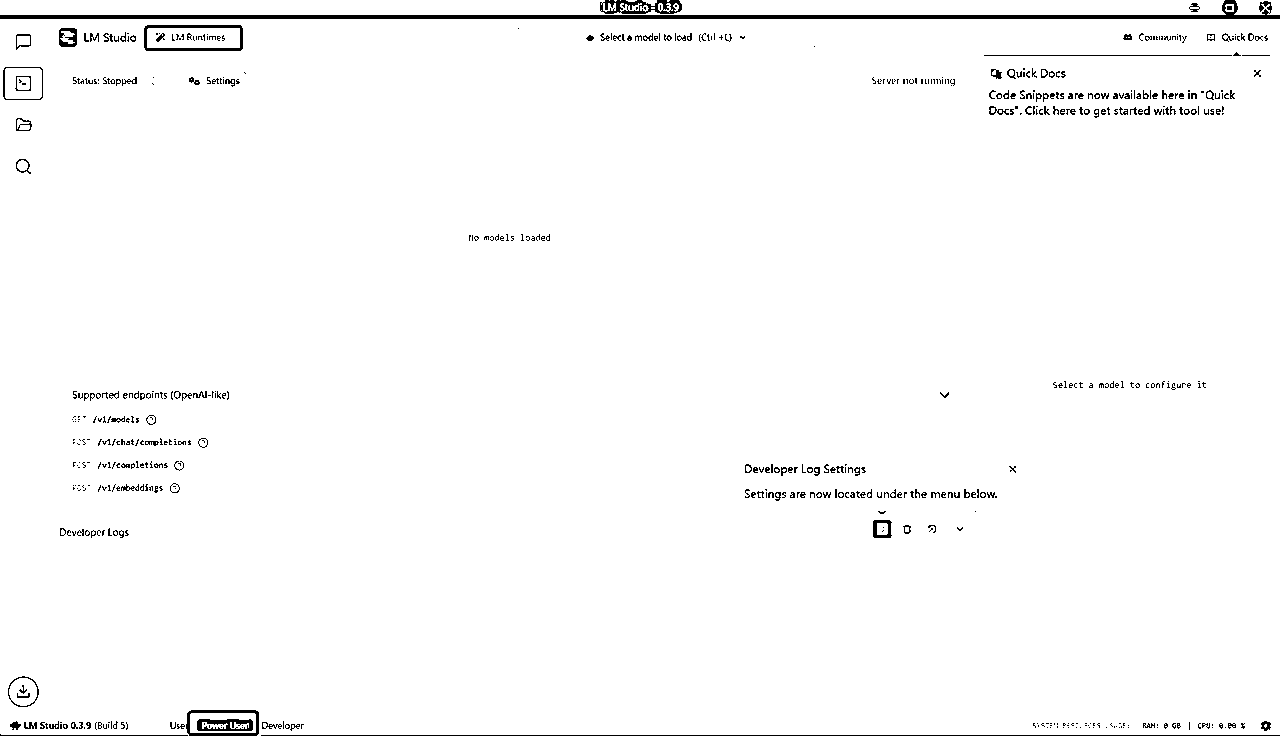 LM Studio - 0.3.9
LM Studio
LM Runtimes
Select a model to load (Ctrl + L)
Community
Quick Docs
Status: Stopped
Settings
Server not running
Quick Docs
Code Snippets are now available here in "Quick
Docs". Click here to get started with tool use!
No models loaded
Select a model to configure it
Supported endpoints (OpenAI-like)
GET /v1/models
POST /v1/chat/completions
POST /v1/completions
POST /v1/embeddings
Developer Log Settings
Settings are now located under the menu below.
Developer Logs
LM Studio 0.3.9 (Build 5)
User
Power User
Developer
SYSTEM RESOURCES USAGE: RAM: 0 GB | CPU: 0.00 %